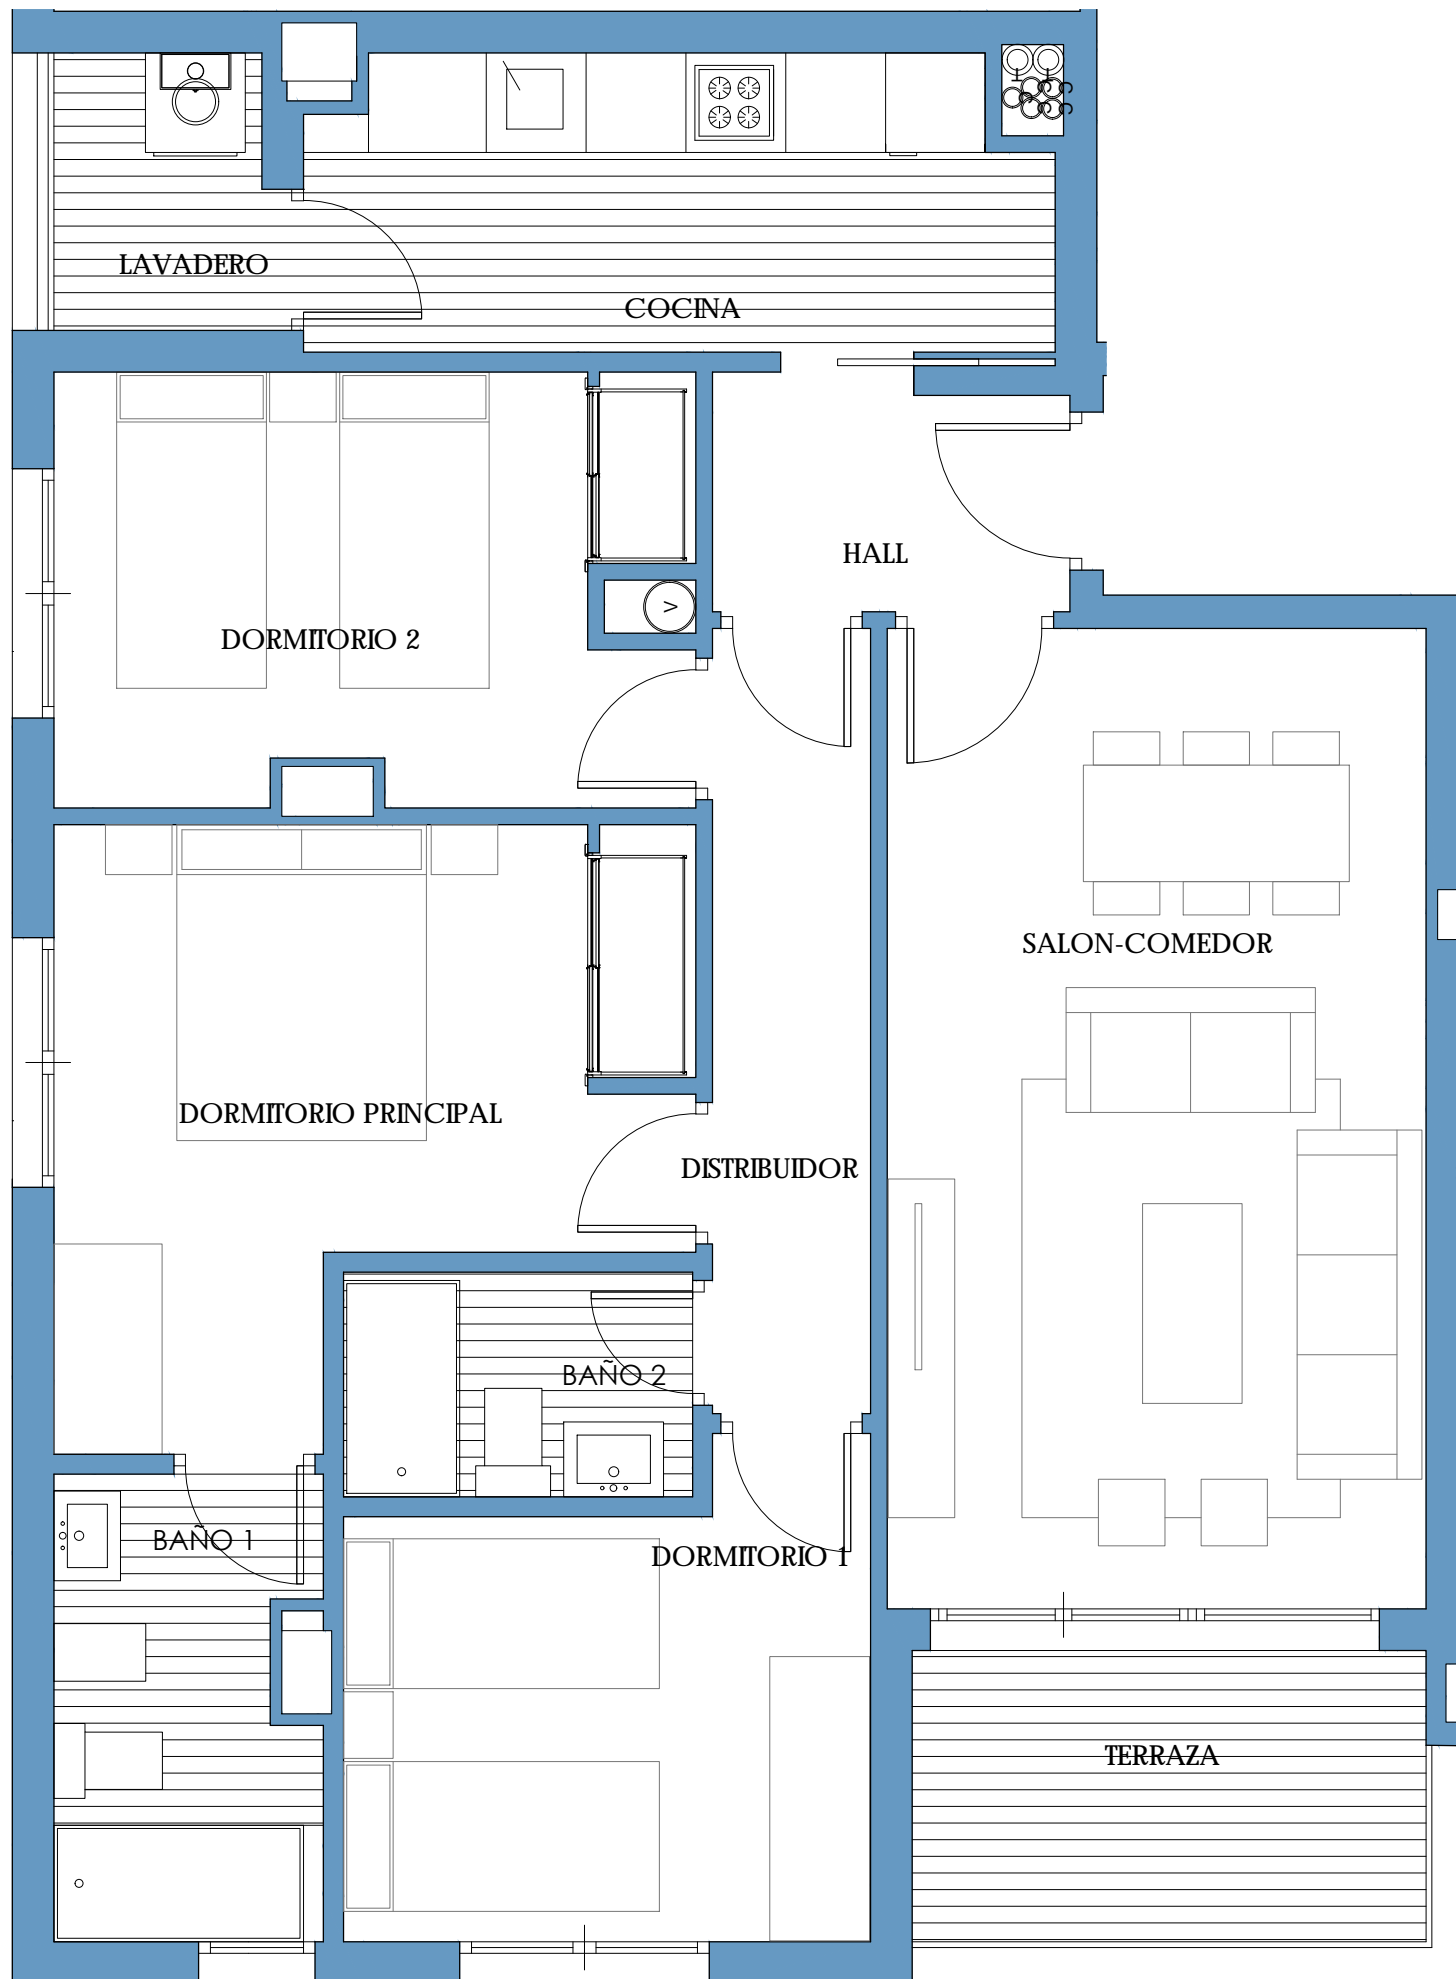 LAVADERO
COCINA
HALL
V
DORMITORIO 2
SALON-COMEDOR
DORMITORIO PRINCIPAL
DISTRIBUIDOR
BAÑO 2
BAÑO 1
DORMITORIO 1
TERRAZA